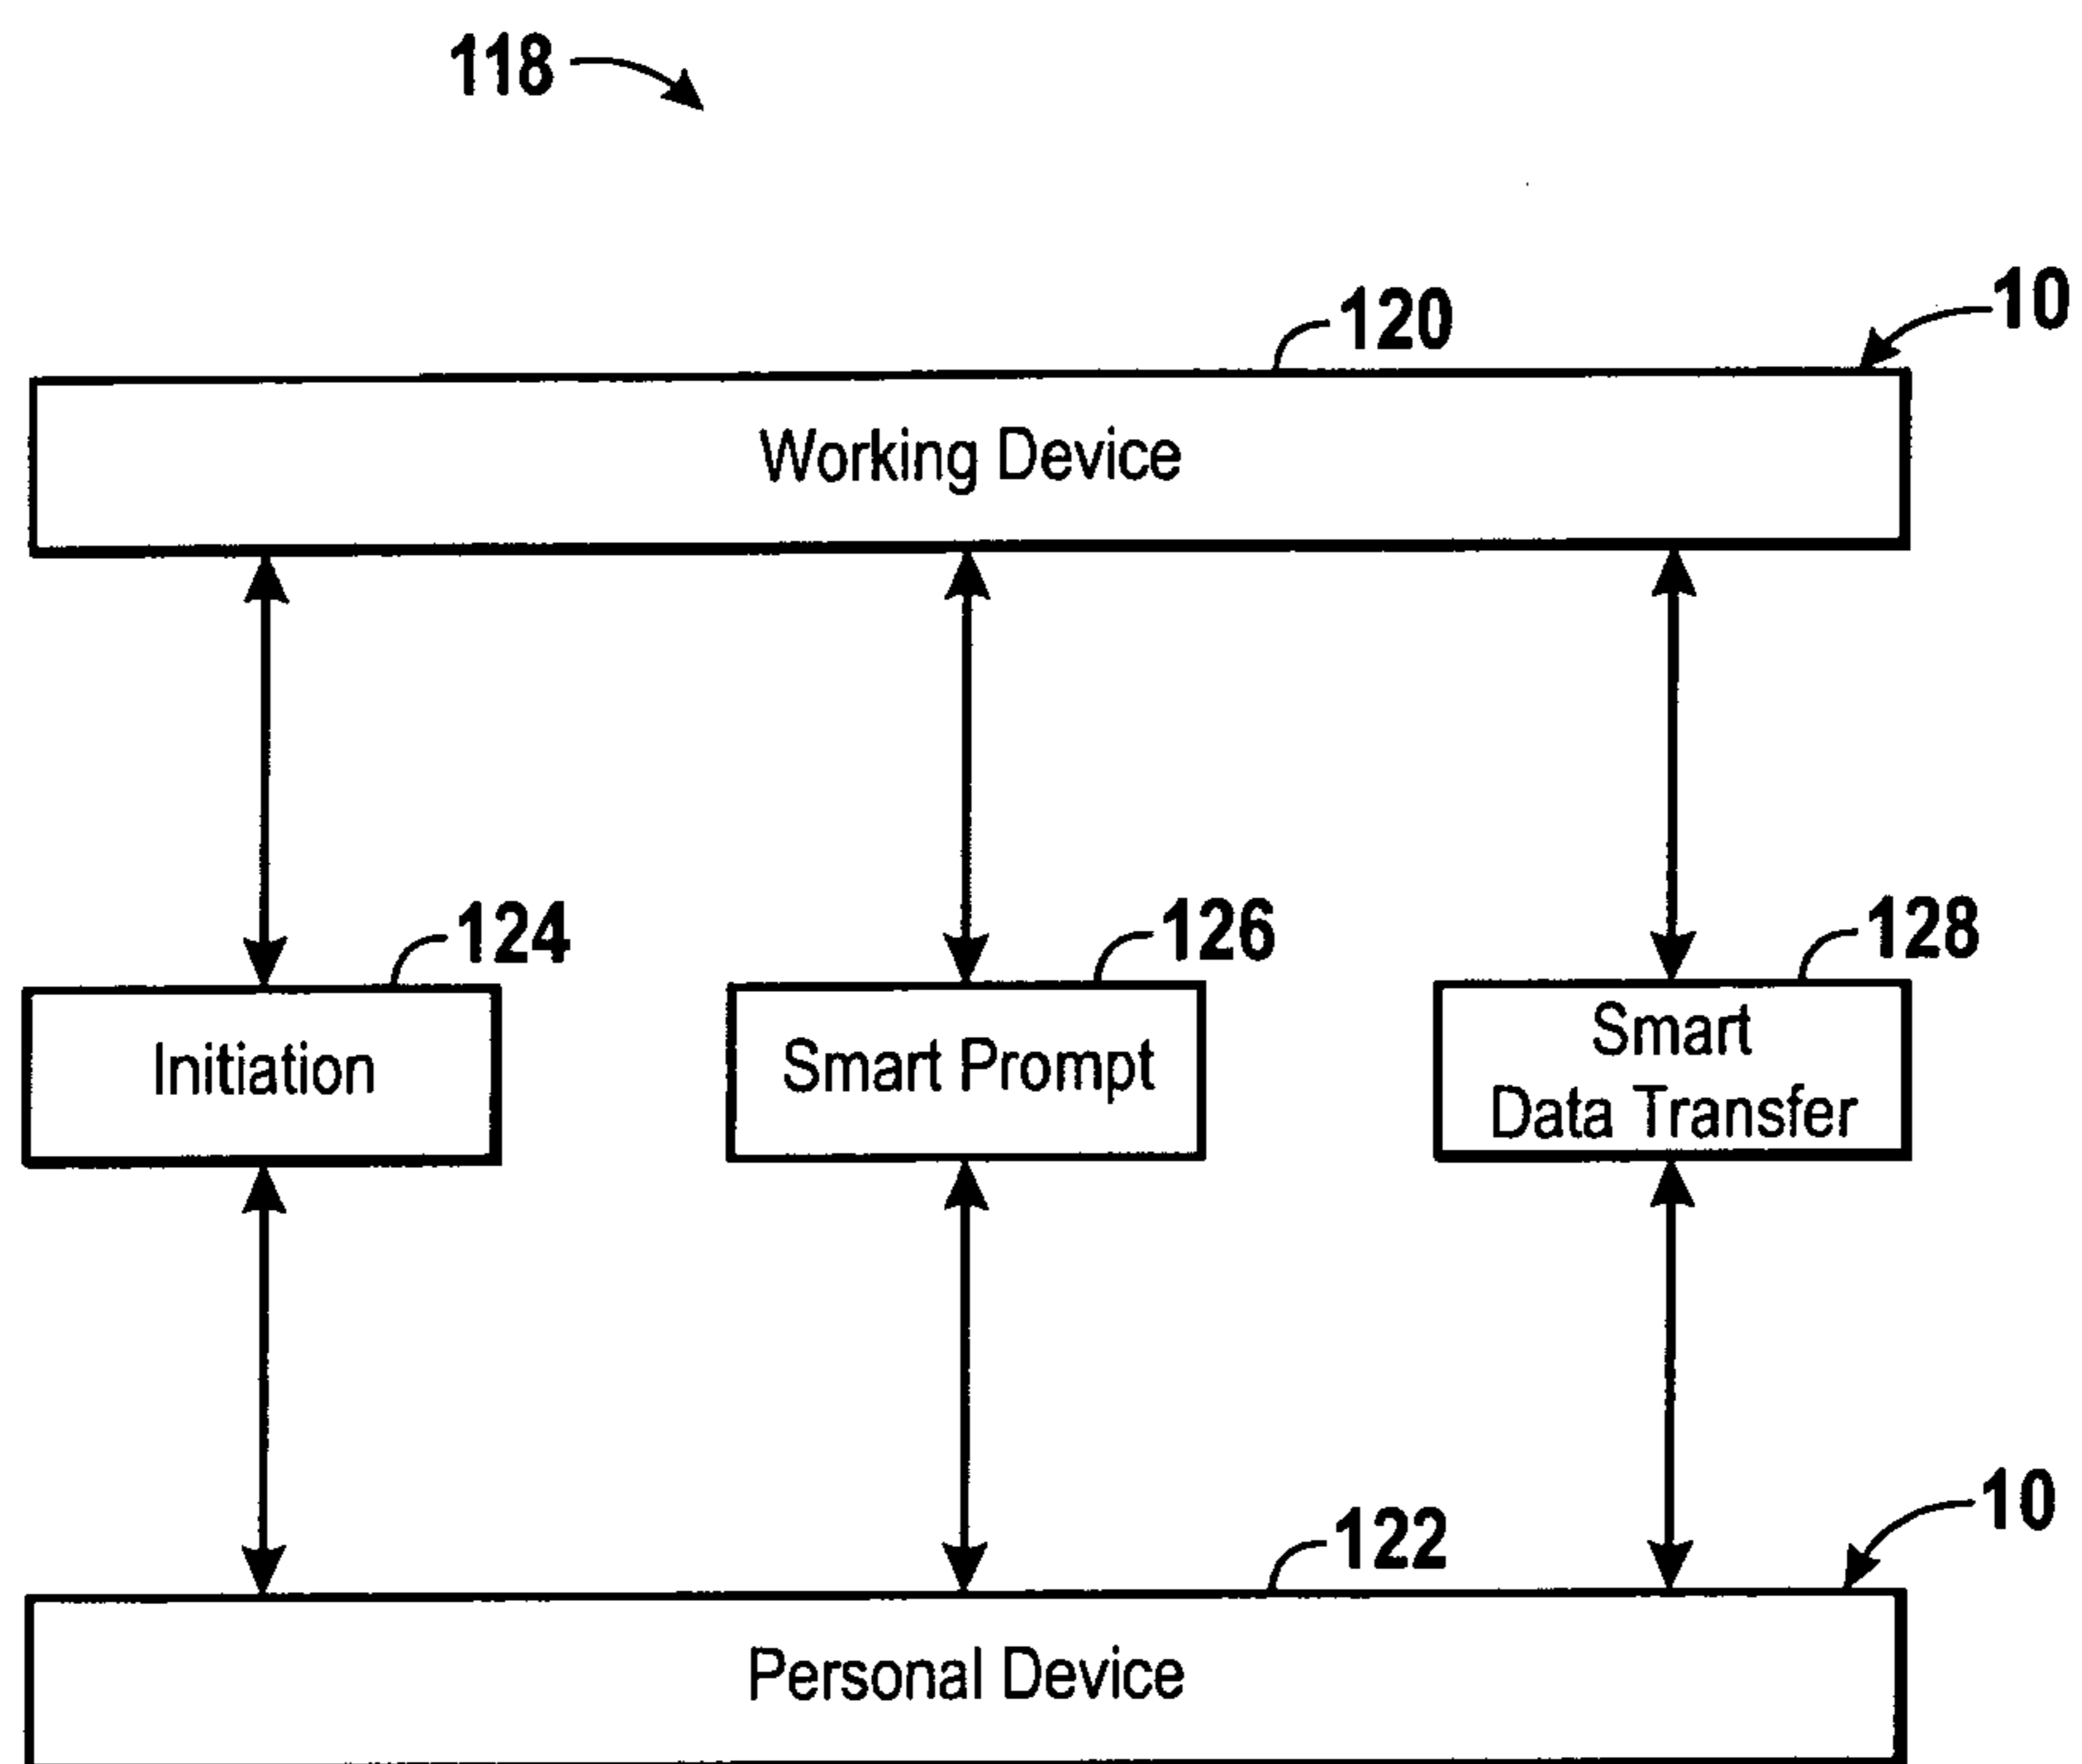 118
10
120
Working Device
124
126
128
Initiation
Smart Prompt
Smart
Data Transfer
10
122
Personal Device